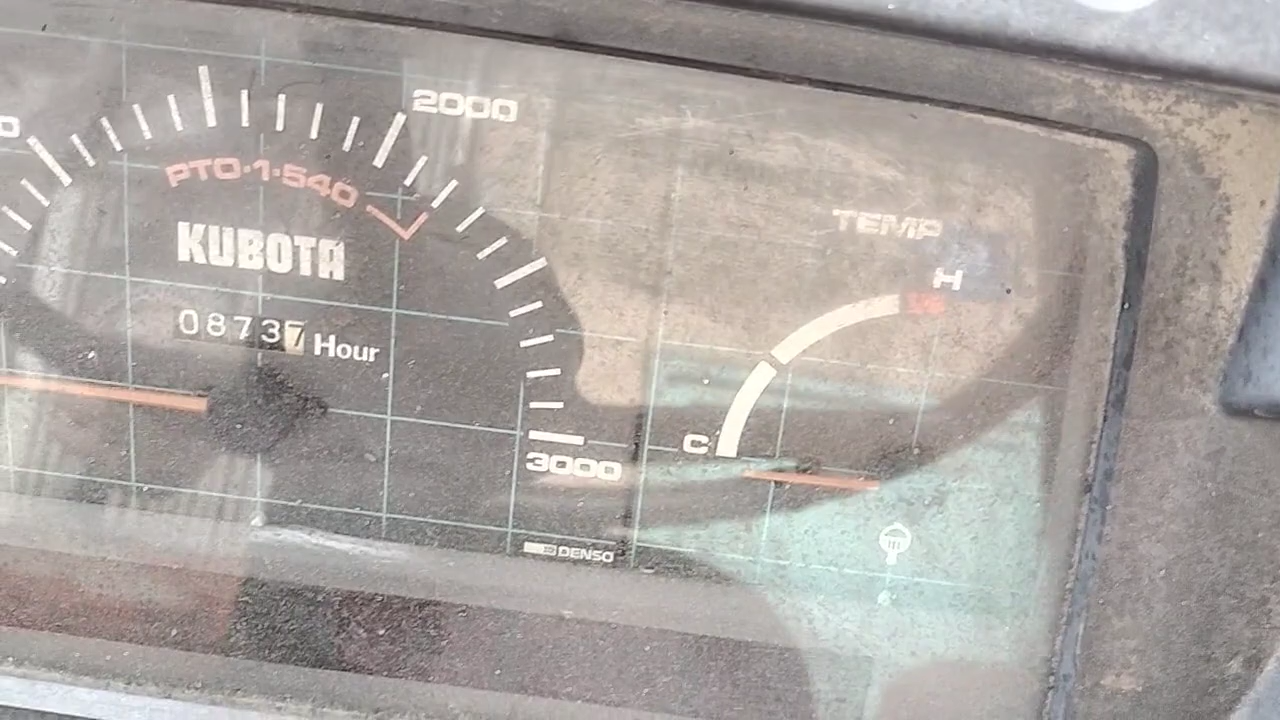 2000
PTO·1·540
KUBOTA
08737 Hour
3000
DENSO
TEMP
H
C